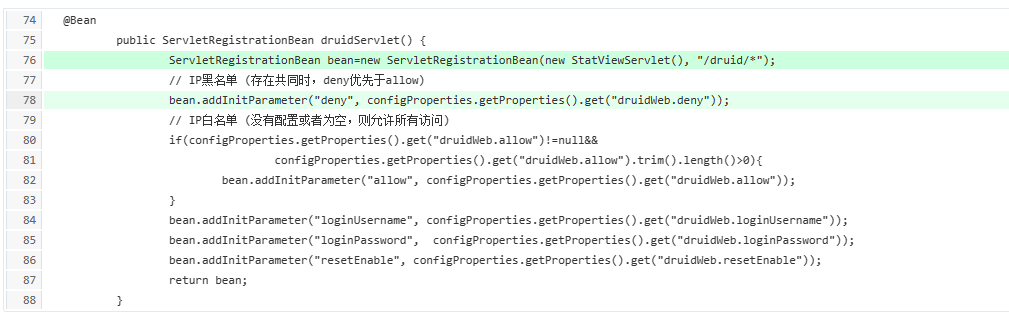 74 @Bean
75 public ServletRegistrationBean druidServlet() {
76 ServletRegistrationBean bean=new ServletRegistrationBean(new StatViewServlet(), "/druid/*");
77 // IP黑名单 (存在共同时，deny优先于allow)
78 bean.addInitParameter("deny", configProperties.getProperties().get("druidWeb.deny"));
79 // IP白名单 (没有配置或者为空，则允许所有访问)
80 if(configProperties.getProperties().get("druidWeb.allow")!=null&&
81 configProperties.getProperties().get("druidWeb.allow").trim().length()>0){
82 bean.addInitParameter("allow", configProperties.getProperties().get("druidWeb.allow"));
83 }
84 bean.addInitParameter("loginUsername", configProperties.getProperties().get("druidWeb.loginUsername"));
85 bean.addInitParameter("loginPassword",  configProperties.getProperties().get("druidWeb.loginPassword"));
86 bean.addInitParameter("resetEnable", configProperties.getProperties().get("druidWeb.resetEnable"));
87 return bean;
88 }